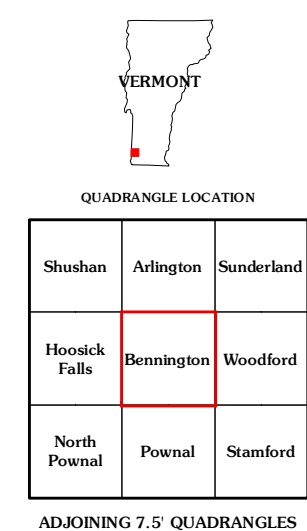 VERMONT
QUADRANGLE LOCATION
Shushan
Arlington
Sunderland
Hoosick
Falls
Bennington
Woodford
North
Pownal
Pownal
Stamford
ADJOINING 7.5' QUADRANGLES